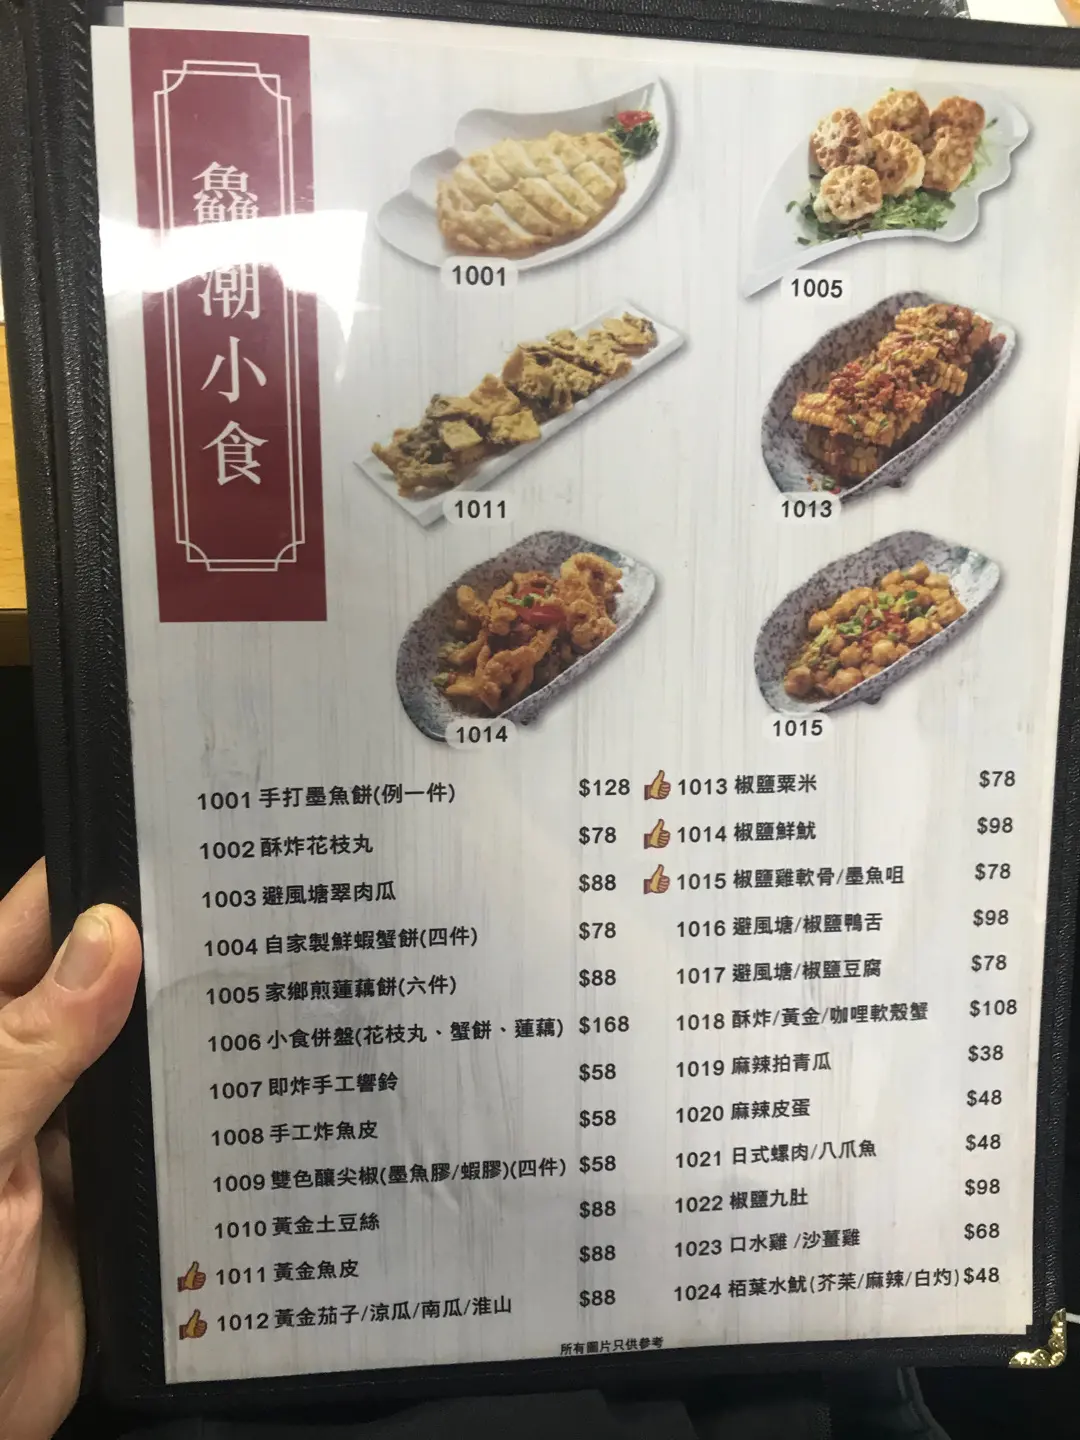 鱻潮小食
1001
1005
1011
1013
1014
1015
1001 手打墨魚餅(例一件) $128
1002 酥炸花枝丸 $78
1003 避風塘翠肉瓜 $88
1004 自家製鮮蝦蟹餅(四件) $78
1005 家鄉煎蓮藕餅(六件) $88
1006 小食併盤(花枝丸、蟹餅、蓮藕) $168
1007 即炸手工響鈴 $58
1008 手工炸魚皮 $58
1009 雙色釀尖椒(墨魚膠/蝦膠)(四件) $58
1010 黃金土豆絲 $88
1011 黃金魚皮 $88
1012 黃金茄子/涼瓜/南瓜/淮山 $88
1013 椒鹽粟米 $78
1014 椒鹽鮮魷 $98
1015 椒鹽雞軟骨/墨魚咀 $78
1016 避風塘/椒鹽鴨舌 $98
1017 避風塘/椒鹽豆腐 $78
1018 酥炸/黃金/咖哩軟殼蟹 $108
1019 麻辣拍青瓜 $38
1020 麻辣皮蛋 $48
1021 日式螺肉/八爪魚 $48
1022 椒鹽九肚 $98
1023 口水雞 /沙薑雞 $68
1024 栢葉水魷(芥茉/麻辣/白灼) $48
所有圖片只供參考